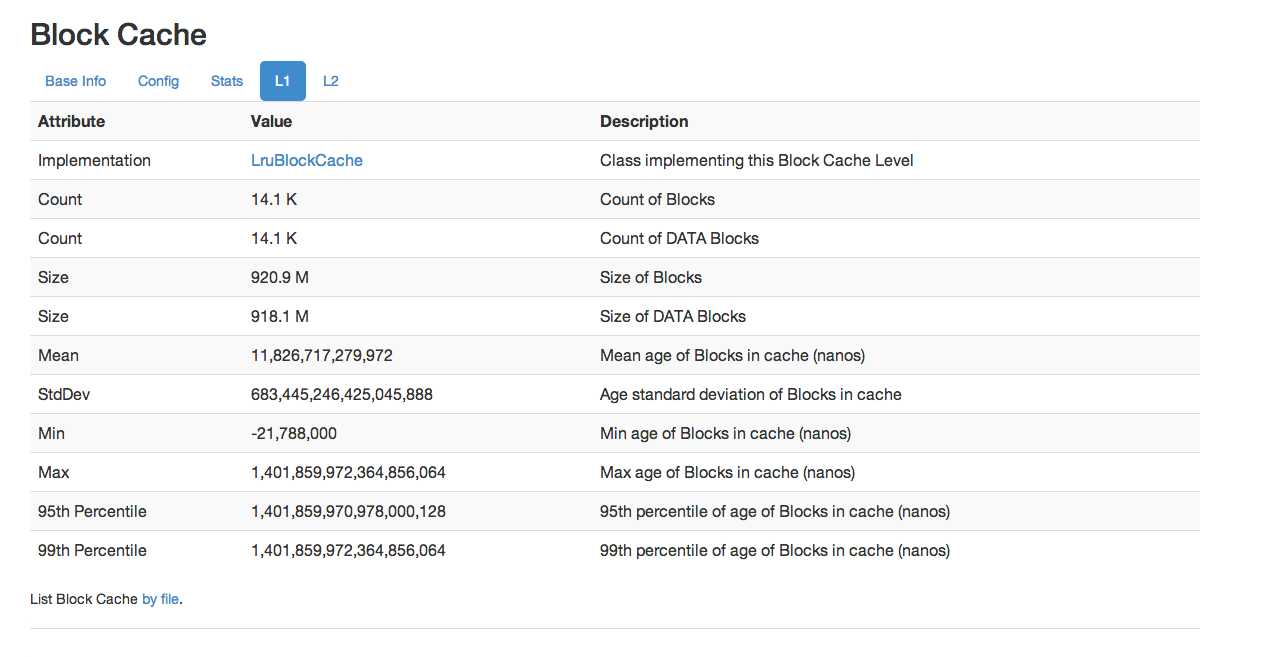 Block Cache
Base Info Config Stats L1 L2
Attribute Value Description
Implementation LruBlockCache Class implementing this Block Cache Level
Count 14.1 K Count of Blocks
Count 14.1 K Count of DATA Blocks
Size 920.9 M Size of Blocks
Size 918.1 M Size of DATA Blocks
Mean 11,826,717,279,972 Mean age of Blocks in cache (nanos)
StdDev 683,445,246,425,045,888 Age standard deviation of Blocks in cache
Min -21,788,000 Min age of Blocks in cache (nanos)
Max 1,401,859,972,364,856,064 Max age of Blocks in cache (nanos)
95th Percentile 1,401,859,970,978,000,128 95th percentile of age of Blocks in cache (nanos)
99th Percentile 1,401,859,972,364,856,064 99th percentile of age of Blocks in cache (nanos)
List Block Cache by file.